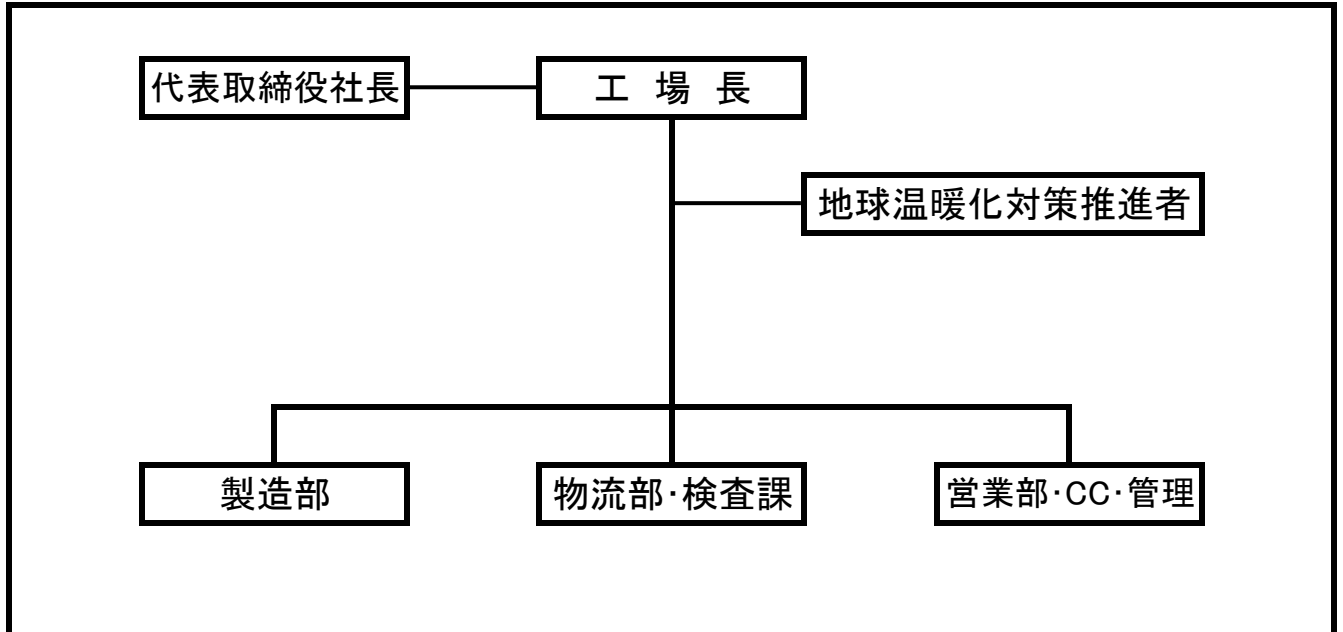 代表取締役社長
工 場 長
地球温暖化対策推進者
製造部
物流部・検査課
営業部・CC・管理